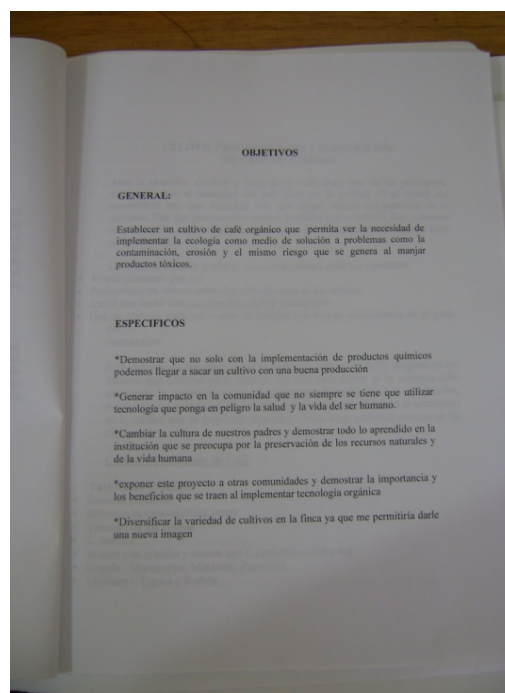 OBJETIVOS
GENERAL:
Establecer un cultivo de café orgánico que permita ver la necesidad de
implementar la ecología como medio de solución a problemas como la
contaminación, erosión y el mismo riesgo que se genera al manjar
productos tóxicos.
ESPECIFICOS
*Demostrar que no solo con la implementación de productos químicos
podemos llegar a sacar un cultivo con una buena producción
*Generar impacto en la comunidad que no siempre se tiene que utilizar
tecnología que ponga en peligro la salud y la vida del ser humano.
*Cambiar la cultura de nuestros padres y demostrar todo lo aprendido en la
institución que se preocupa por la preservación de los recursos naturales y
de la vida humana
*exponer este proyecto a otras comunidades y demostrar la importancia y
los beneficios que se traen al implementar tecnología orgánica
*Diversificar la variedad de cultivos en la finca ya que me permitiría darle
una nueva imagen